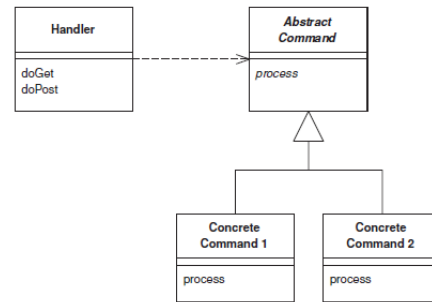 Handler
doGet
doPost
Abstract
Command
process
Concrete
Command 1
process
Concrete
Command 2
process